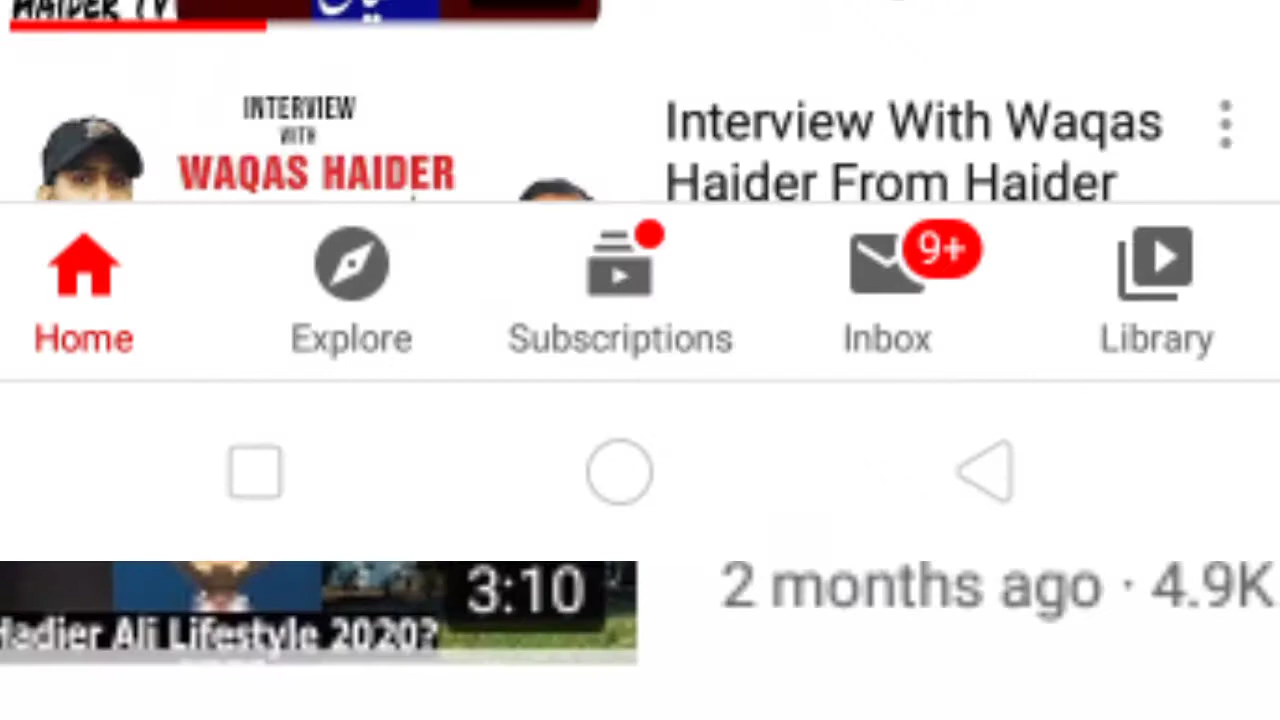 HAIDER TV
INTERVIEW
WITH
WAQAS HAIDER
Interview With Waqas
Haider From Haider
9+
Home
Explore
Subscriptions
Inbox
Library
3:10
Hadier Ali Lifestyle 2020?
2 months ago · 4.9K